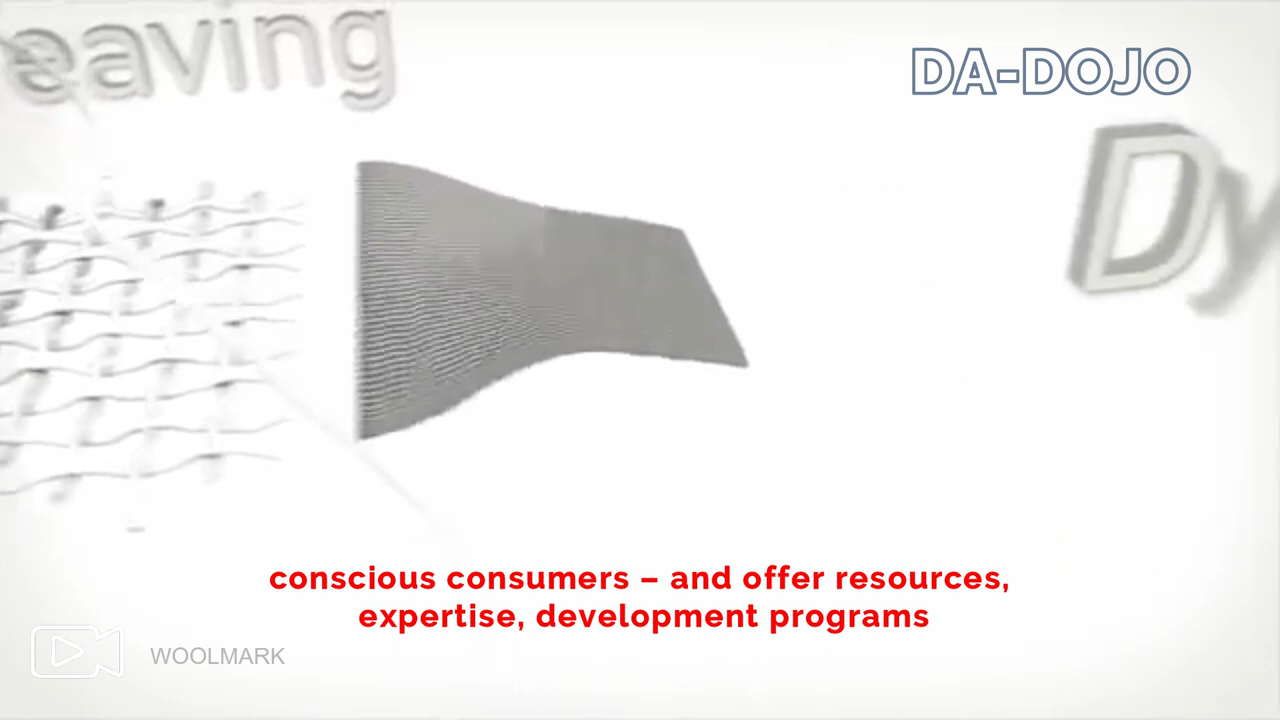 eaving
DA-DOJO
Dy
conscious consumers – and offer resources,
expertise, development programs
WOOLMARK